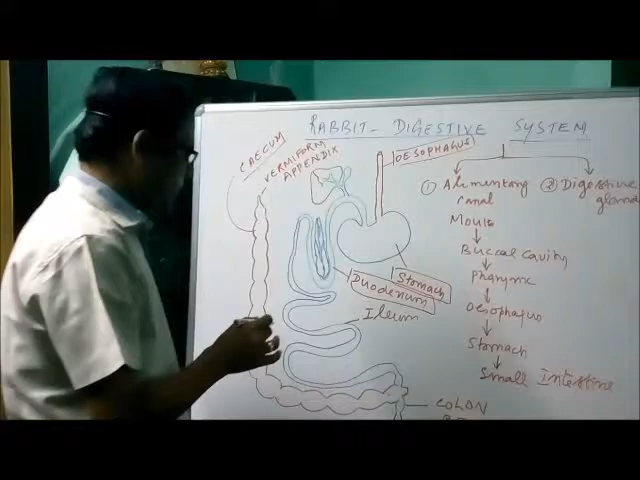 RABBIT - DIGESTIVE SYSTEM
CAECUM
VERMIFORM
APPENDIX
OESOPHAGUS
Stomach
Duodenum
Ileum
COLON
① Alimentary
canal
② Digestive
gland
Mouth
Buccal cavity
Pharynx
Oesophagus
Stomach
Small Intestine